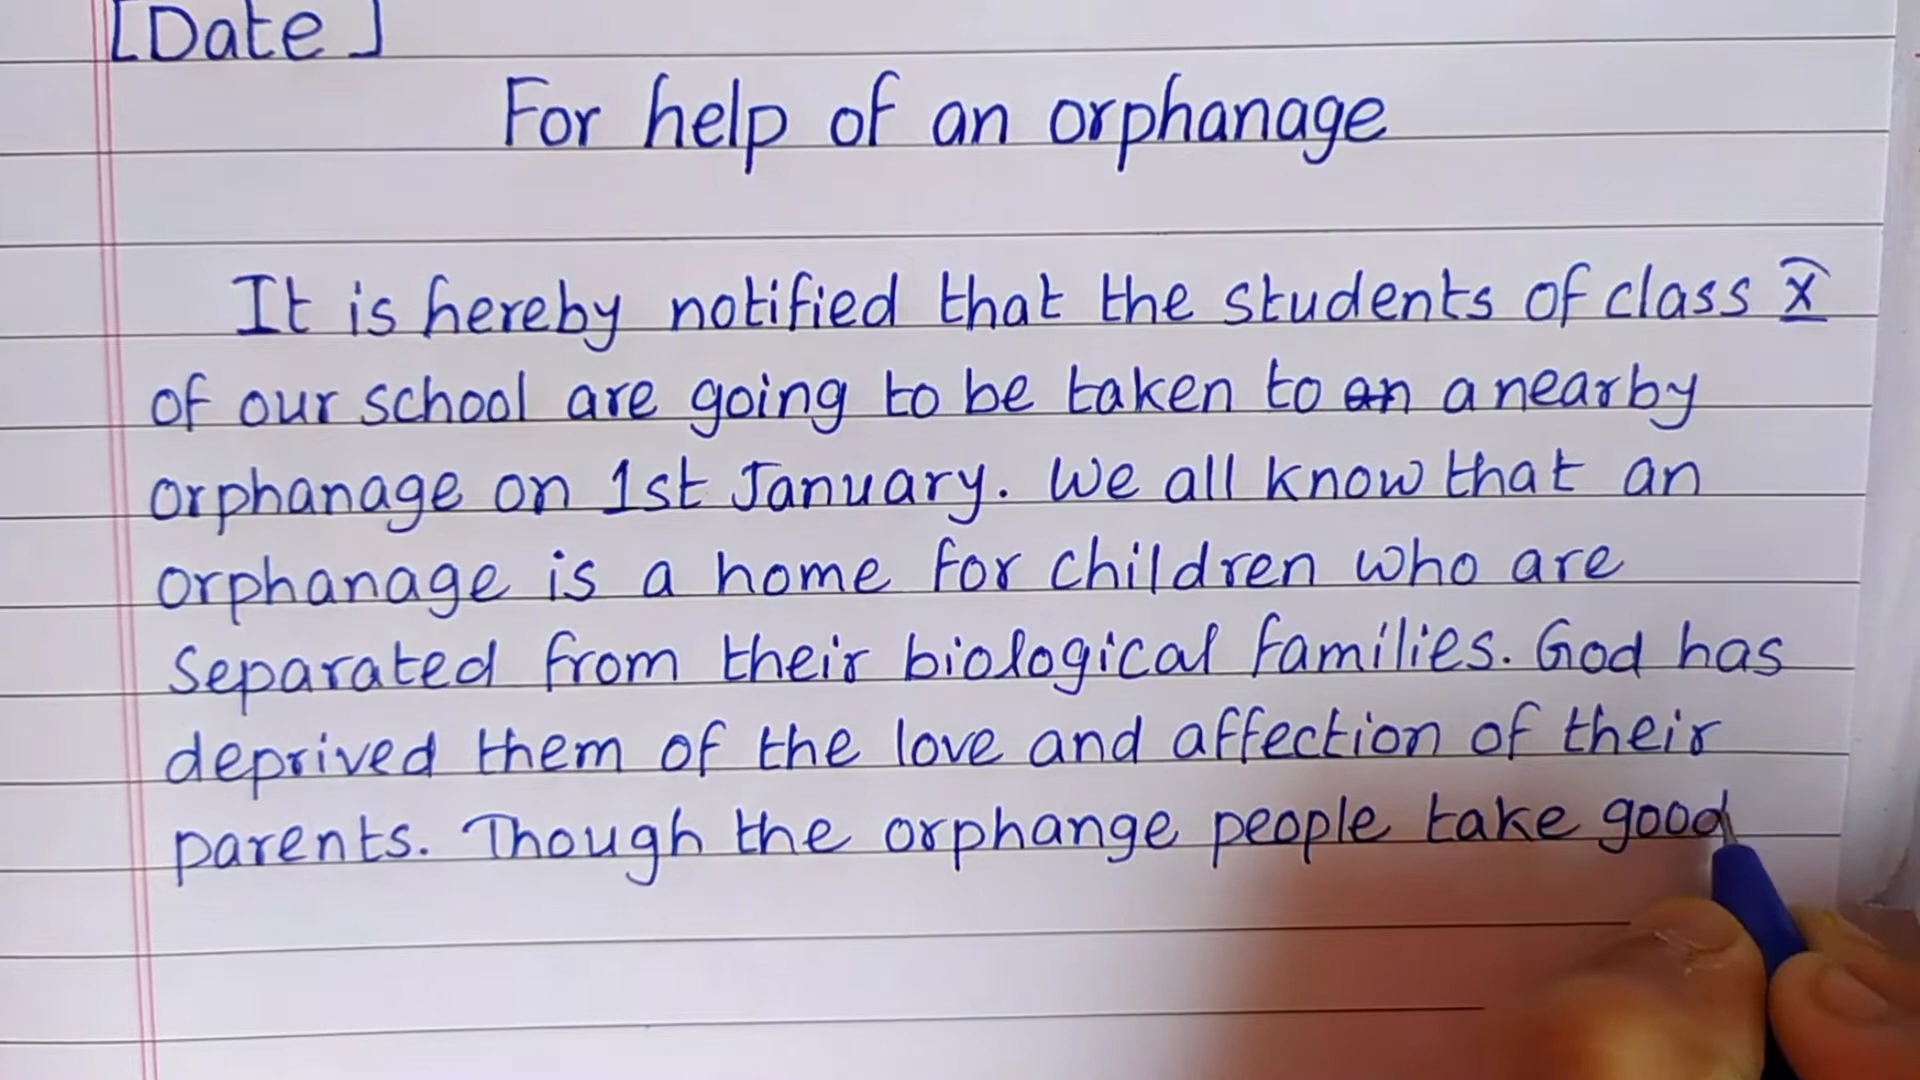 [Date]
For help of an orphanage
It is hereby notified that the students of class X
of our school are going to be taken to an a nearby
orphanage on 1st January. We all know that an
orphanage is a home for children who are
separated from their biological families. God has
deprived them of the love and affection of their
parents. Though the orphange people take good